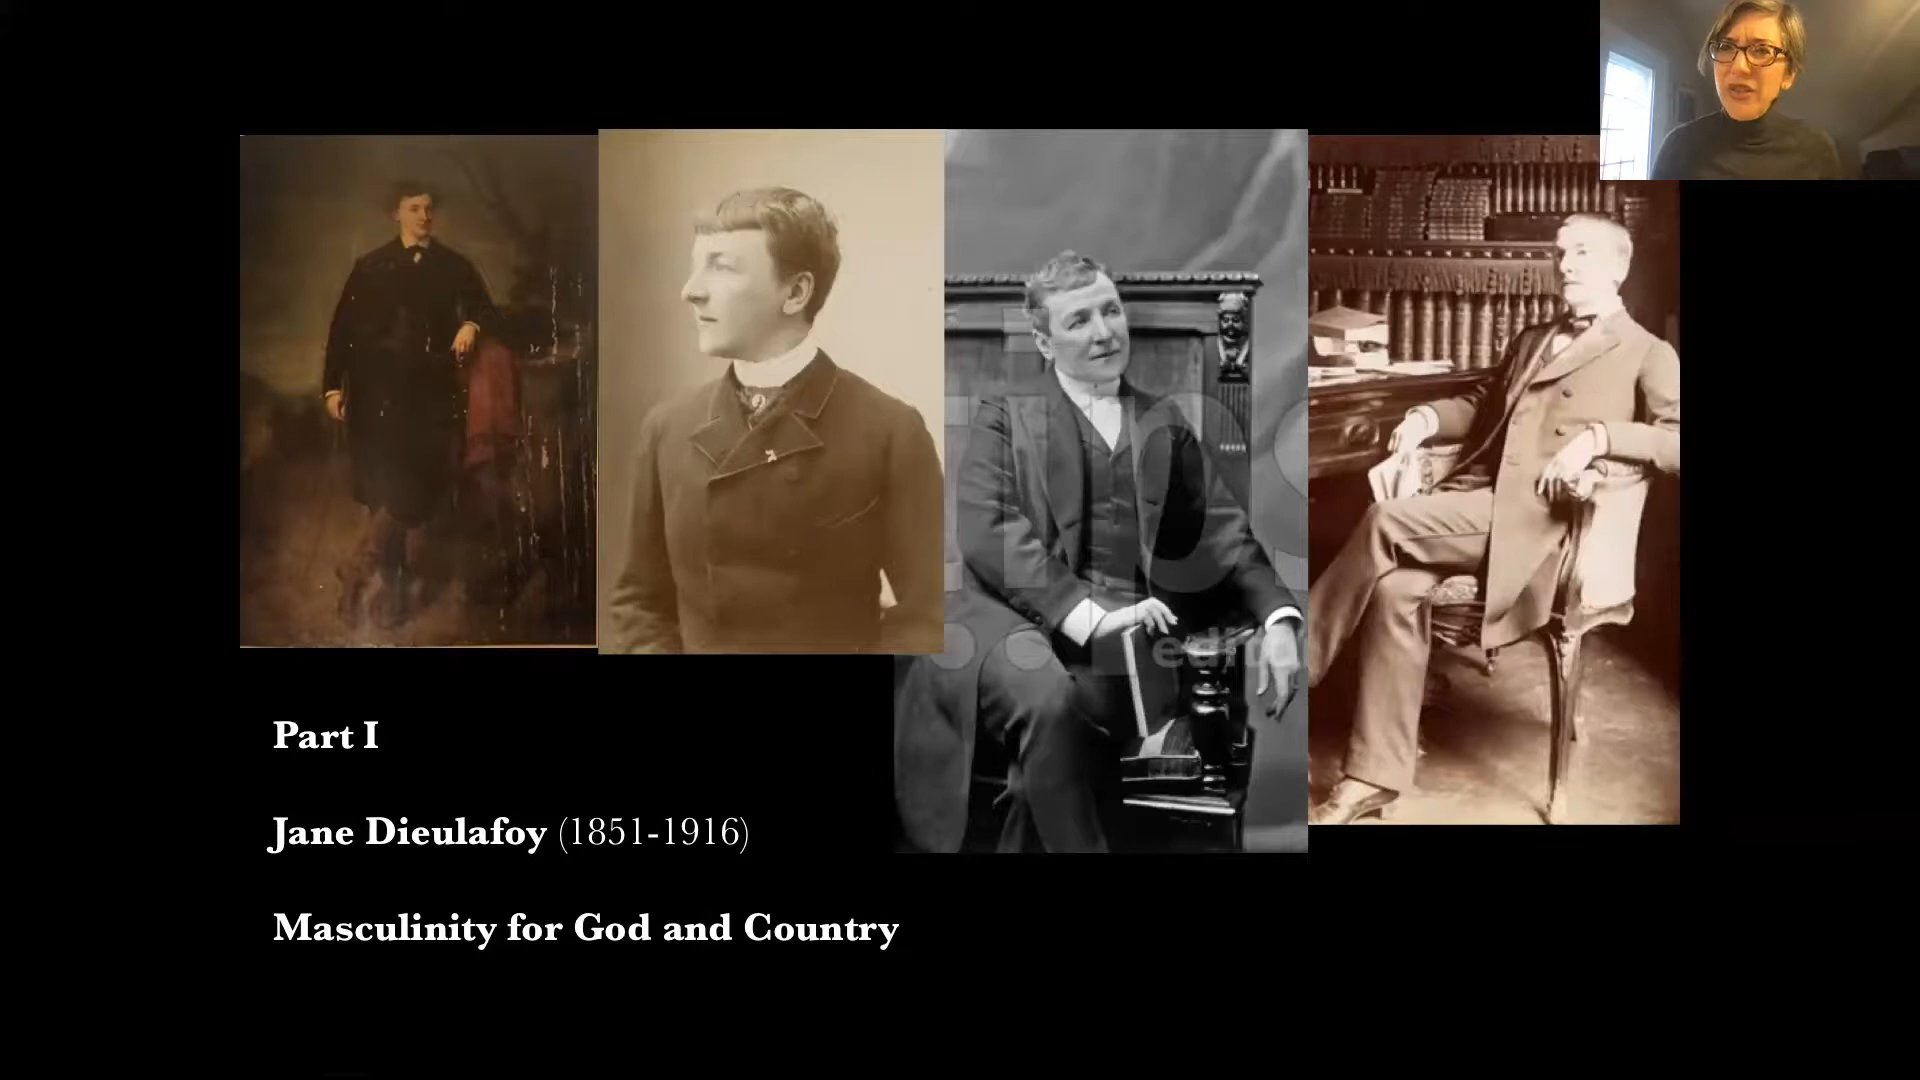 Part I
Jane Dieulafoy (1851-1916)
Masculinity for God and Country